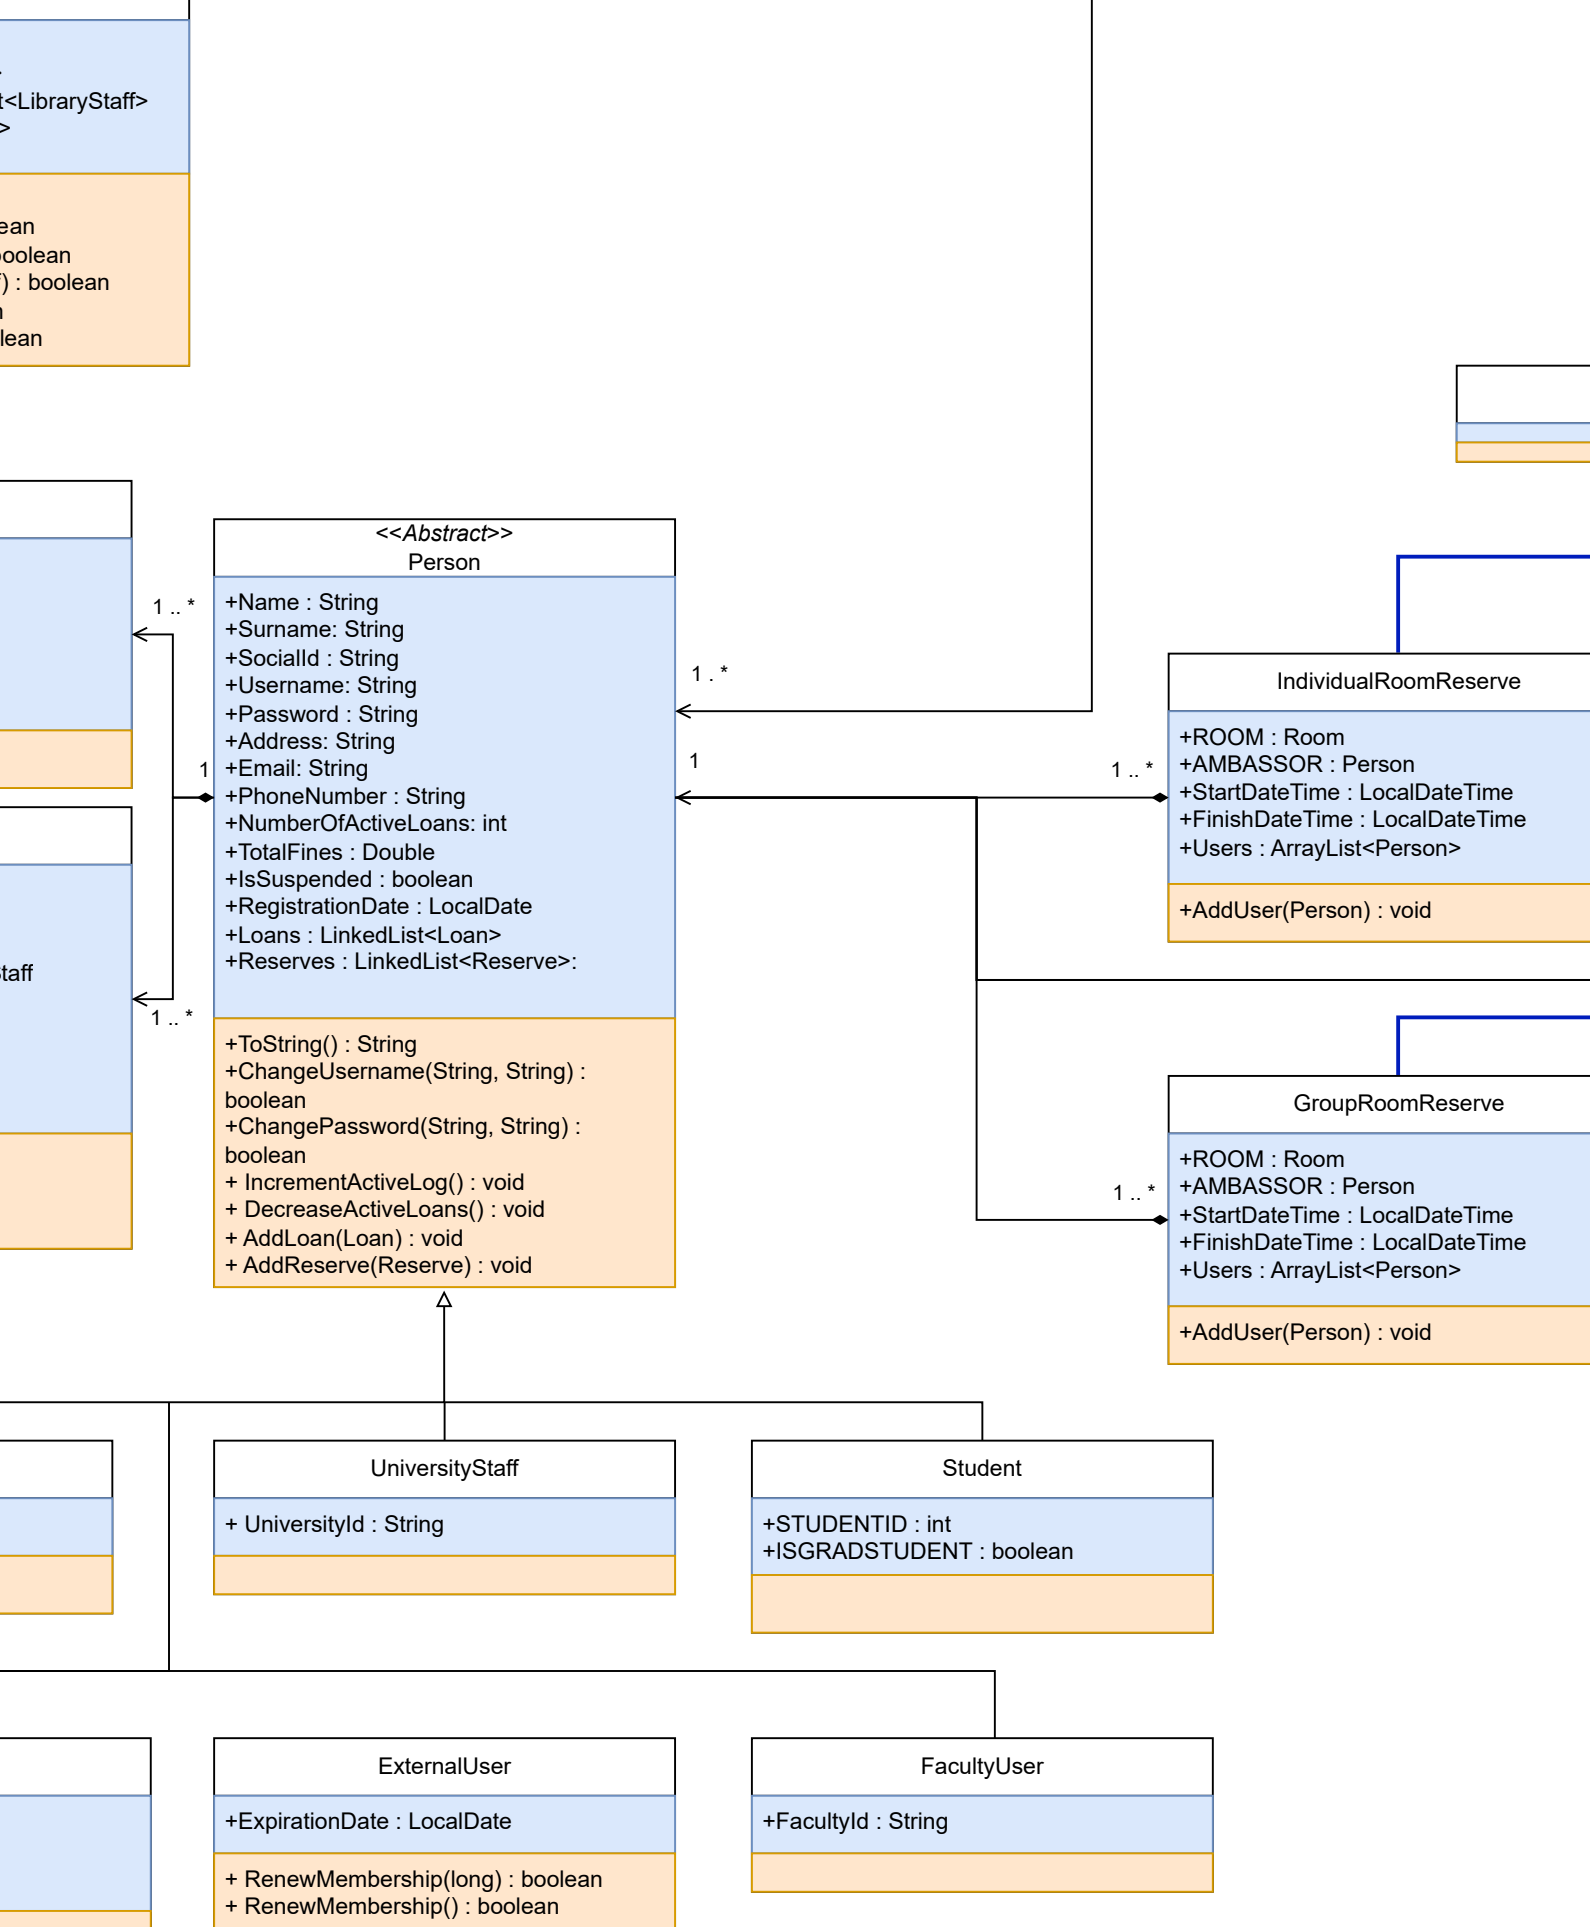 t<LibraryStaff>
>
ean
oolean
) : boolean
lean
<<Abstract>>
Person
1 .. *
+Name : String
+Surname: String
+SocialId : String
+Username: String
+Password : String
+Address: String
+Email: String
+PhoneNumber : String
+NumberOfActiveLoans: int
+TotalFines : Double
+IsSuspended : boolean
+RegistrationDate : LocalDate
+Loans : LinkedList<Loan>
+Reserves : LinkedList<Reserve>:
1
1 .. *
taff
+ToString() : String
+ChangeUsername(String, String) :
boolean
+ChangePassword(String, String) :
boolean
+ IncrementActiveLog() : void
+ DecreaseActiveLoans() : void
+ AddLoan(Loan) : void
+ AddReserve(Reserve) : void
1 . *
1
1 .. *
IndividualRoomReserve
+ROOM : Room
+AMBASSOR : Person
+StartDateTime : LocalDateTime
+FinishDateTime : LocalDateTime
+Users : ArrayList<Person>
+AddUser(Person) : void
1 .. *
GroupRoomReserve
+ROOM : Room
+AMBASSOR : Person
+StartDateTime : LocalDateTime
+FinishDateTime : LocalDateTime
+Users : ArrayList<Person>
+AddUser(Person) : void
UniversityStaff
+ UniversityId : String
Student
+STUDENTID : int
+ISGRADSTUDENT : boolean
ExternalUser
+ExpirationDate : LocalDate
+ RenewMembership(long) : boolean
+ RenewMembership() : boolean
FacultyUser
+FacultyId : String